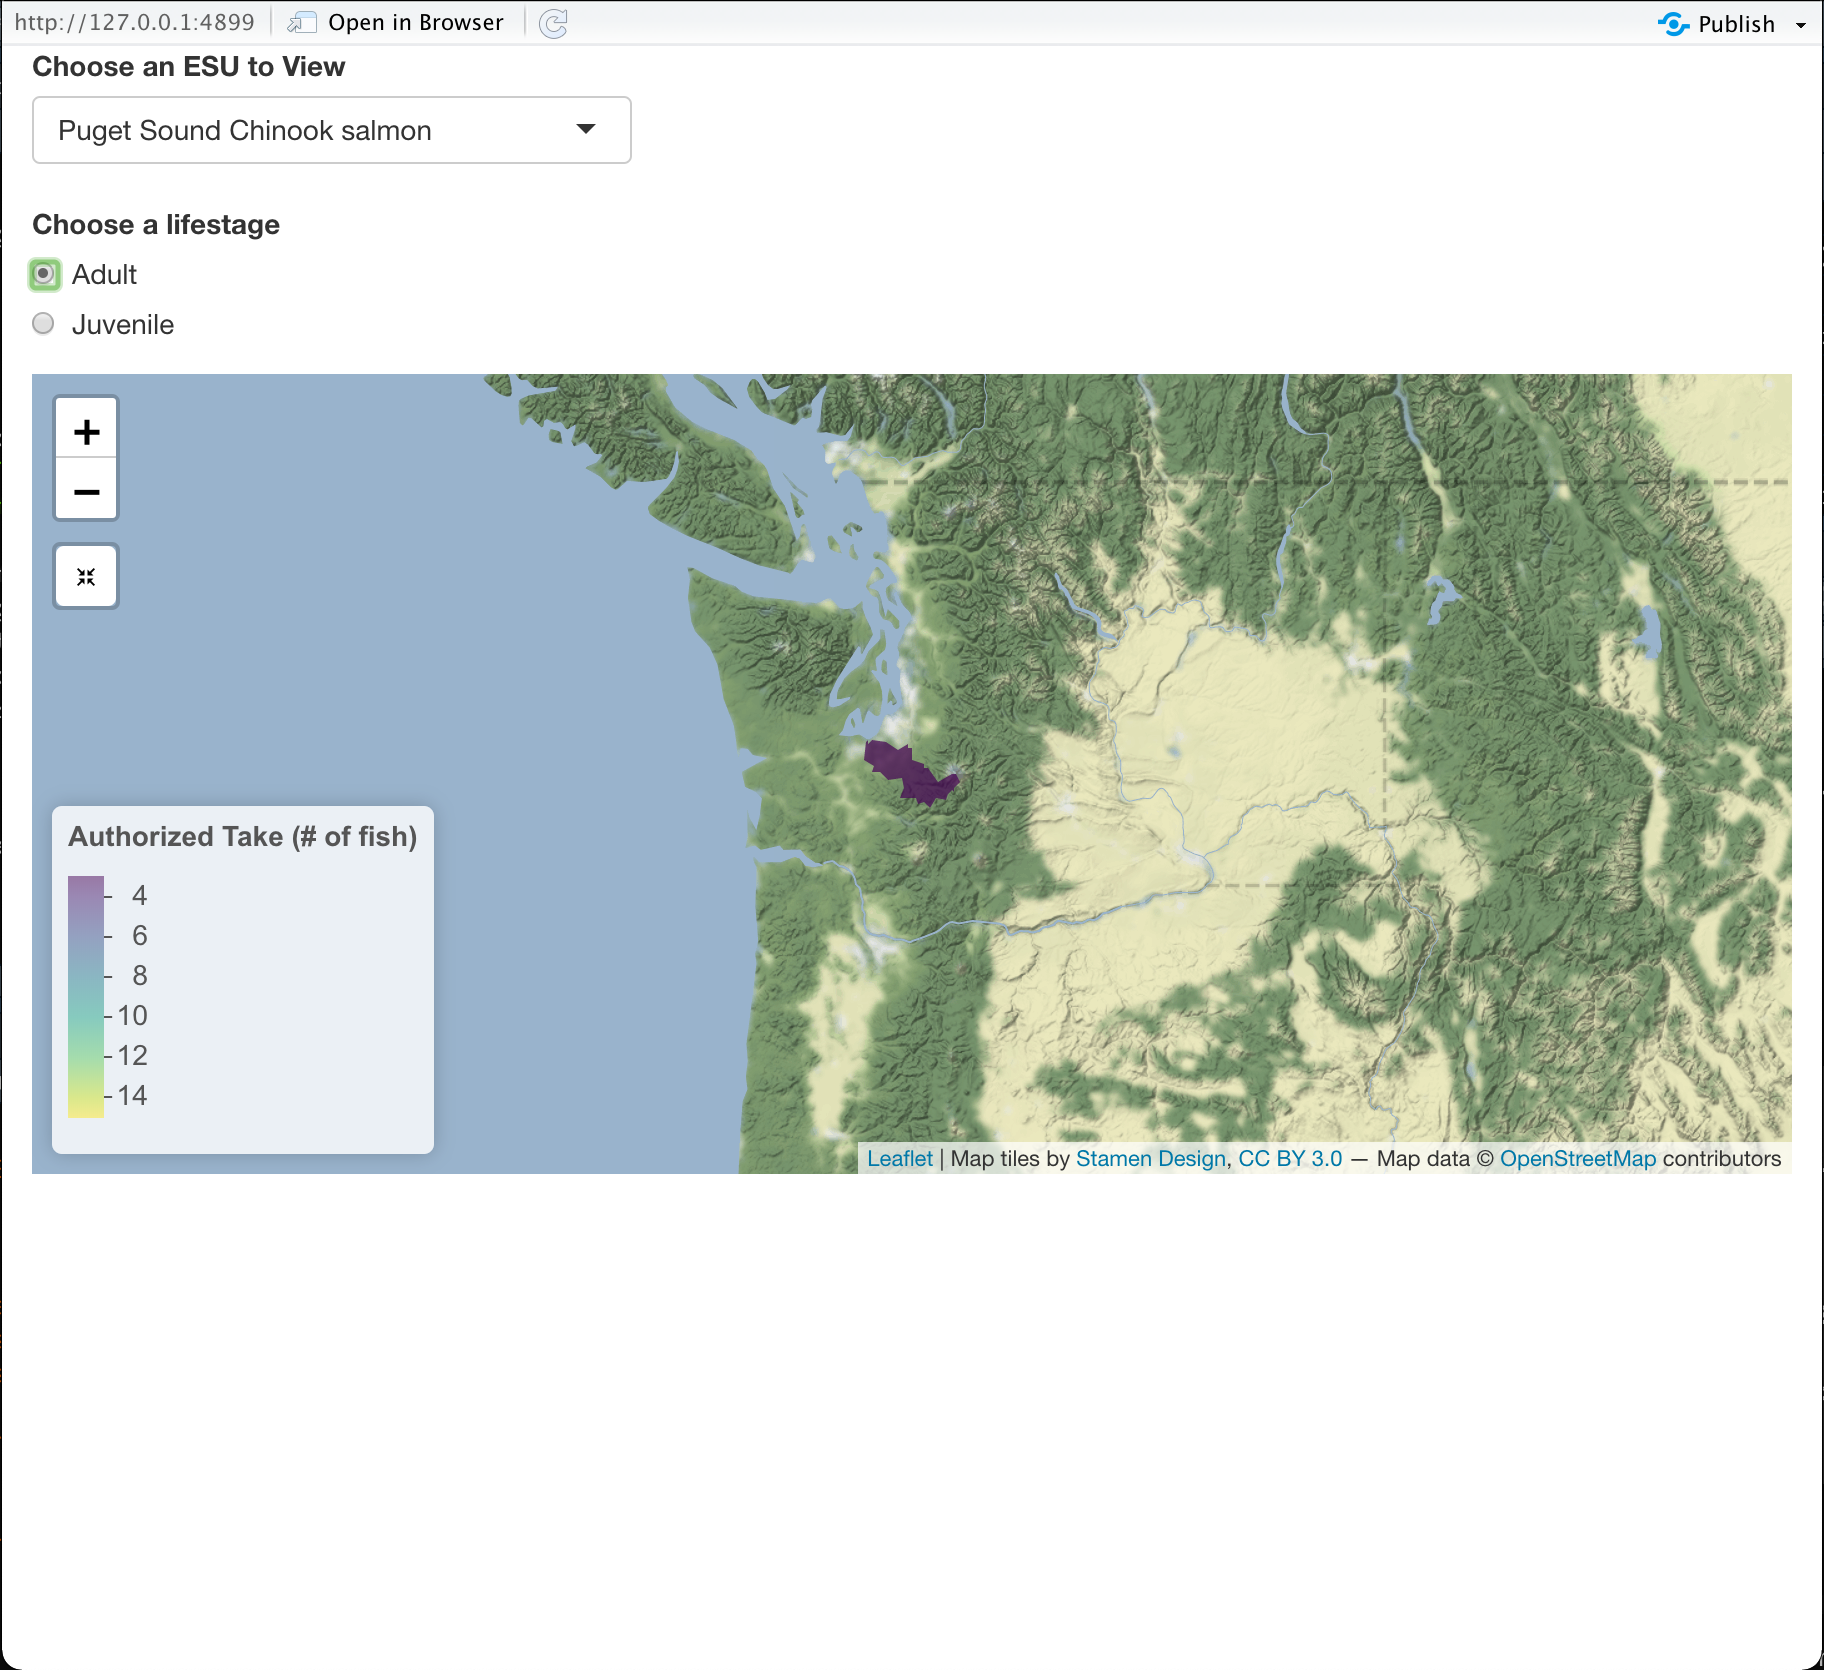 http://127.0.0.1:4899 Open in Browser Publish
Choose an ESU to View
Puget Sound Chinook salmon
Choose a lifestage
Adult
Juvenile
+
−
Authorized Take (# of fish)
4
6
8
10
12
14
Leaflet | Map tiles by Stamen Design, CC BY 3.0 — Map data © OpenStreetMap contributors